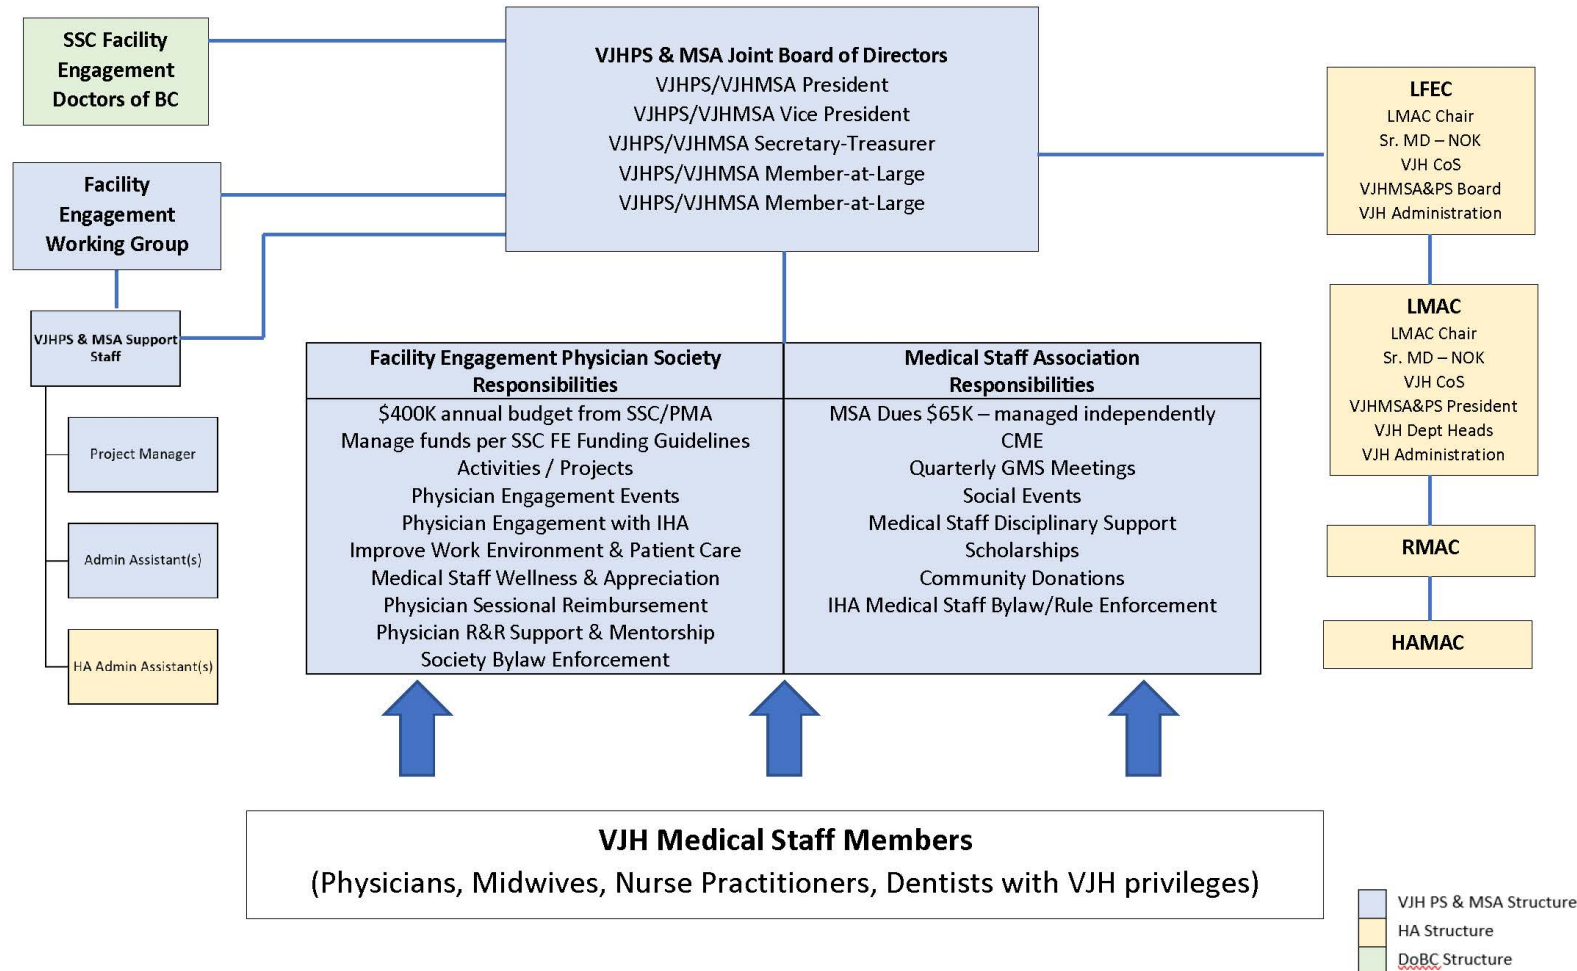 SSC Facility
Engagement
Doctors of BC
VJHPS & MSA Joint Board of Directors
VJHPS/VJHMSA President
VJHPS/VJHMSA Vice President
VJHPS/VJHMSA Secretary-Treasurer
VJHPS/VJHMSA Member-at-Large
VJHPS/VJHMSA Member-at-Large
LFEC
LMAC Chair
Sr. MD – NOK
VJH CoS
VJHMSA&PS Board
VJH Administration
Facility
Engagement
Working Group
VJHPS & MSA Support
Staff
Project Manager
Admin Assistant(s)
HA Admin Assistant(s)
Facility Engagement Physician Society
Responsibilities
$400K annual budget from SSC/PMA
Manage funds per SSC FE Funding Guidelines
Activities / Projects
Physician Engagement Events
Physician Engagement with IHA
Improve Work Environment & Patient Care
Medical Staff Wellness & Appreciation
Physician Sessional Reimbursement
Physician R&R Support & Mentorship
Society Bylaw Enforcement
Medical Staff Association
Responsibilities
MSA Dues $65K – managed independently
CME
Quarterly GMS Meetings
Social Events
Medical Staff Disciplinary Support
Scholarships
Community Donations
IHA Medical Staff Bylaw/Rule Enforcement
LMAC
LMAC Chair
Sr. MD – NOK
VJH CoS
VJHMSA&PS President
VJH Dept Heads
VJH Administration
RMAC
HAMAC
VJH Medical Staff Members
(Physicians, Midwives, Nurse Practitioners, Dentists with VJH privileges)
VJH PS & MSA Structure
HA Structure
DoBC Structure